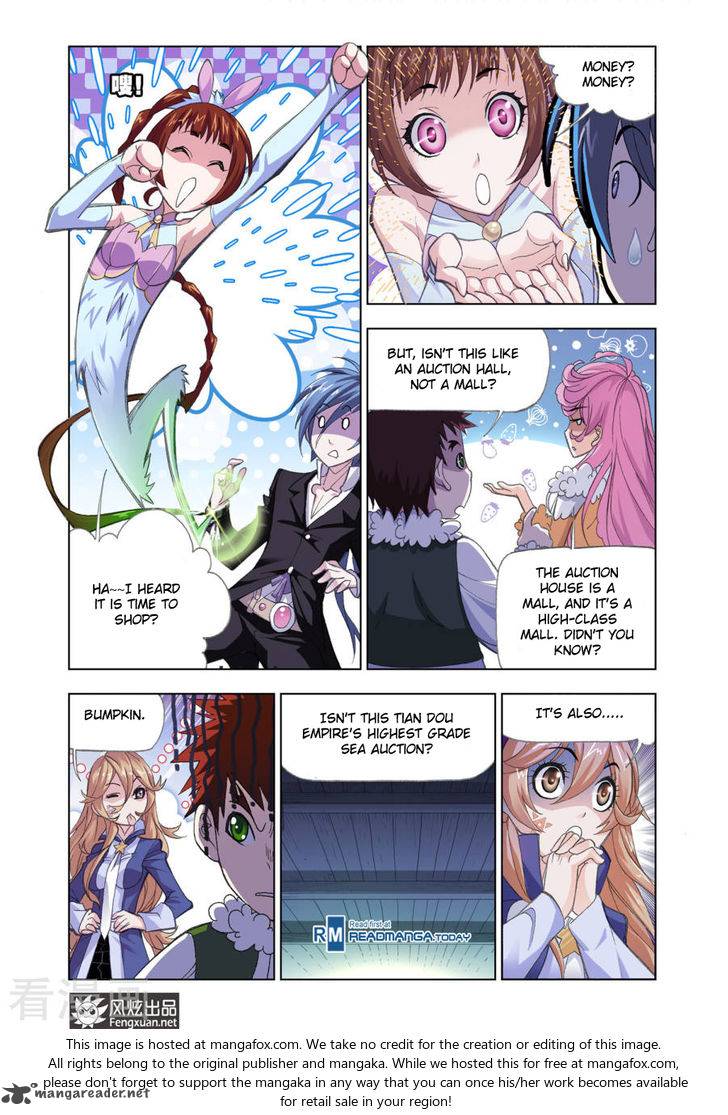 嗖!
HA~~I HEARD
IT IS TIME TO
SHOP?
MONEY?
MONEY?
BUT, ISN'T THIS LIKE
AN AUCTION HALL,
NOT A MALL?
THE AUCTION
HOUSE IS A
MALL, AND IT'S A
HIGH-CLASS
MALL. DIDN'T YOU
KNOW?
BUMPKIN.
ISN'T THIS TIAN DOU
EMPIRE'S HIGHEST GRADE
SEA AUCTION?
IT'S ALSO.....
RM Read first at
READMANGA.TODAY
看漫画
风炫出品
Fengxuan.net
This image is hosted at mangafox.com. We take no credit for the creation or editing of this image.
All rights belong to the original publisher and mangaka. While we hosted this for free at mangafox.com,
please don't forget to support the mangaka in any way that you can once his/her work becomes available
for retail sale in your region!
mangareader.net